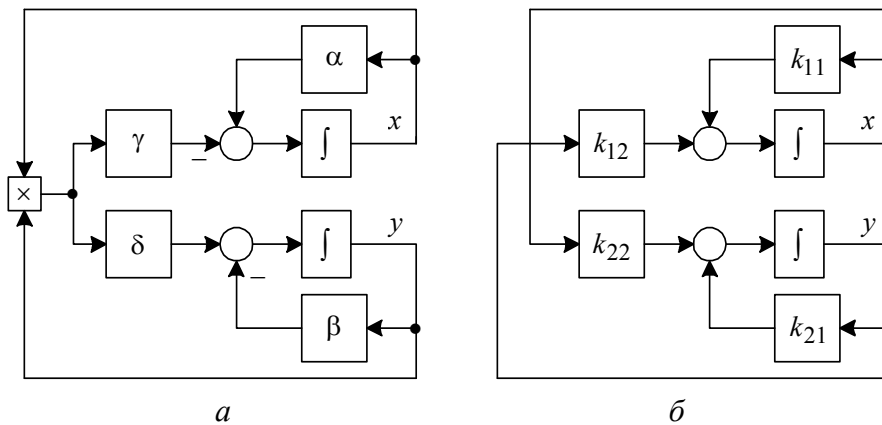 α
k₁₁
γ
–
∫
x
k₁₂
∫
x
×
δ
∫
y
k₂₂
∫
y
–
β
k₂₁
а
б